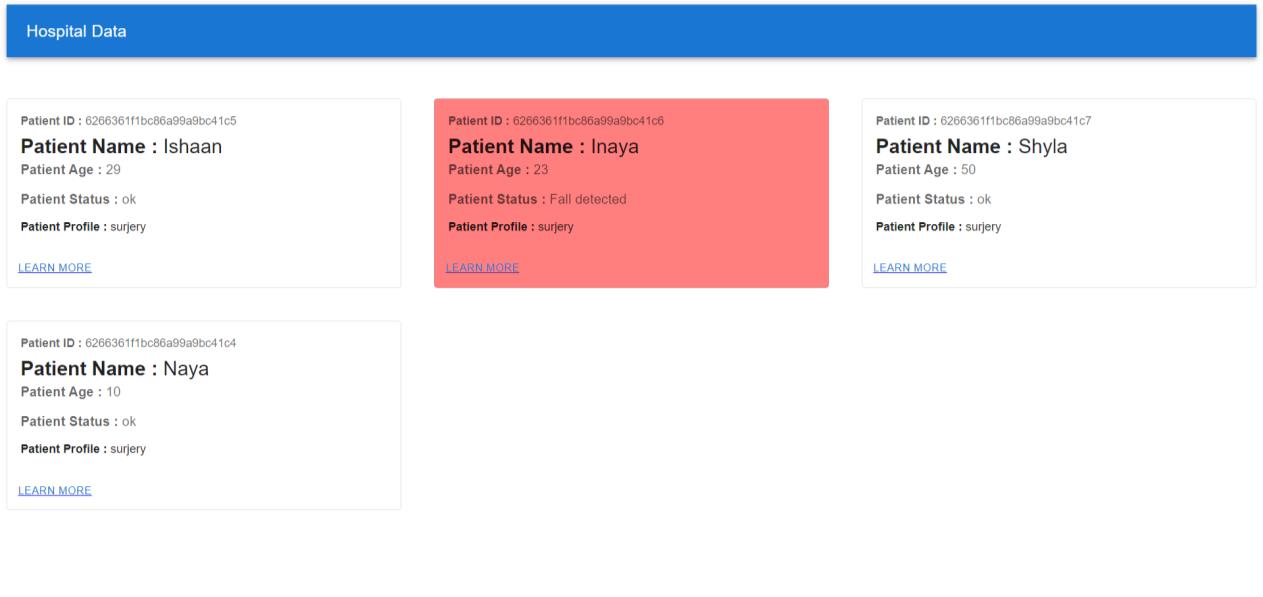 Hospital Data
Patient ID : 6266361f1bc86a99a9bc41c5
Patient Name : Ishaan
Patient Age : 29
Patient Status : ok
Patient Profile : surjery
LEARN MORE
Patient ID : 6266361f1bc86a99a9bc41c6
Patient Name : Inaya
Patient Age : 23
Patient Status : Fall detected
Patient Profile : surjery
LEARN MORE
Patient ID : 6266361f1bc86a99a9bc41c7
Patient Name : Shyla
Patient Age : 50
Patient Status : ok
Patient Profile : surjery
LEARN MORE
Patient ID : 6266361f1bc86a99a9bc41c4
Patient Name : Naya
Patient Age : 10
Patient Status : ok
Patient Profile : surjery
LEARN MORE